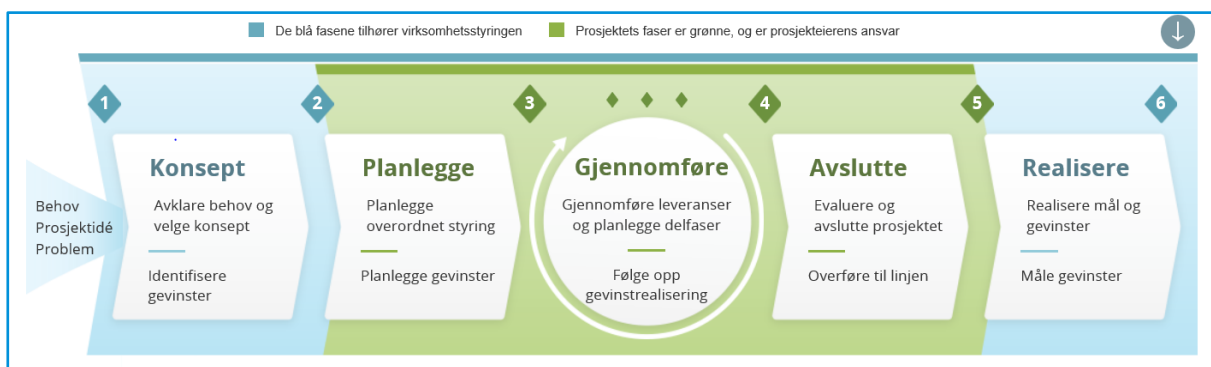 De blå fasene tilhører virksomhetsstyringen
Prosjektets faser er grønne, og er prosjekteierens ansvar
1
2
3
4
5
6
Behov
Prosjektidé
Problem
Konsept
Avklare behov og
velge konsept
Identifisere
gevinster
Planlegge
Planlegge
overordnet styring
Planlegge gevinster
Gjennomføre
Gjennomføre leveranser
og planlegge delfaser
Følge opp
gevinstrealisering
Avslutte
Evaluere og
avslutte prosjektet
Overføre til linjen
Realisere
Realisere mål og
gevinster
Måle gevinster